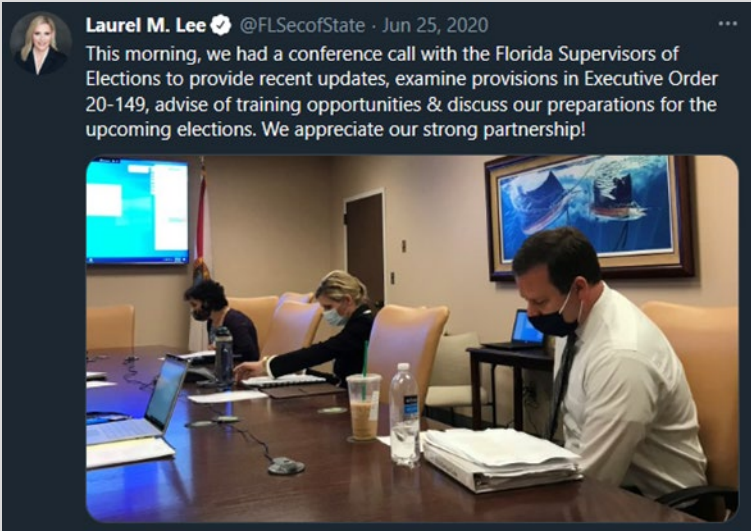 Laurel M. Lee @FLSecofState · Jun 25, 2020
This morning, we had a conference call with the Florida Supervisors of
Elections to provide recent updates, examine provisions in Executive Order
20-149, advise of training opportunities & discuss our preparations for the
upcoming elections. We appreciate our strong partnership!